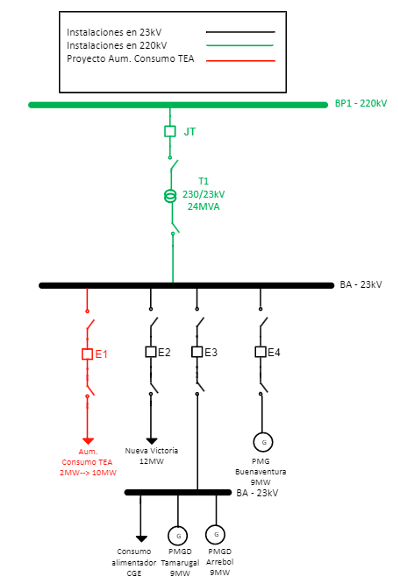 Instalaciones en 23kV
Instalaciones en 220kV
Proyecto Aum. Consumo TEA
BP1 - 220kV
JT
T1
230/23kV
24MVA
BA - 23kV
E1
E2
E3
E4
Aum.
Consumo TEA
2MW--> 10MW
Nueva Victoria
12MW
G
PMG
Buenaventura
9MW
BA - 23kV
G
G
Consumo
alimentador
CGE
PMGD
Tamarugal
9MW
PMGD
Arrebol
9MW